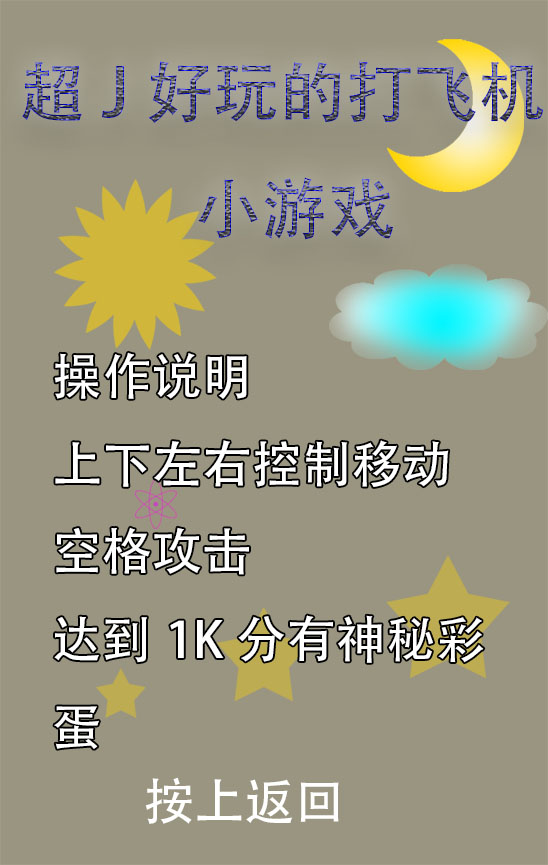 超J好玩的打飞机
小游戏
操作说明
上下左右控制移动
空格攻击
达到 1K 分有神秘彩
蛋
按上返回